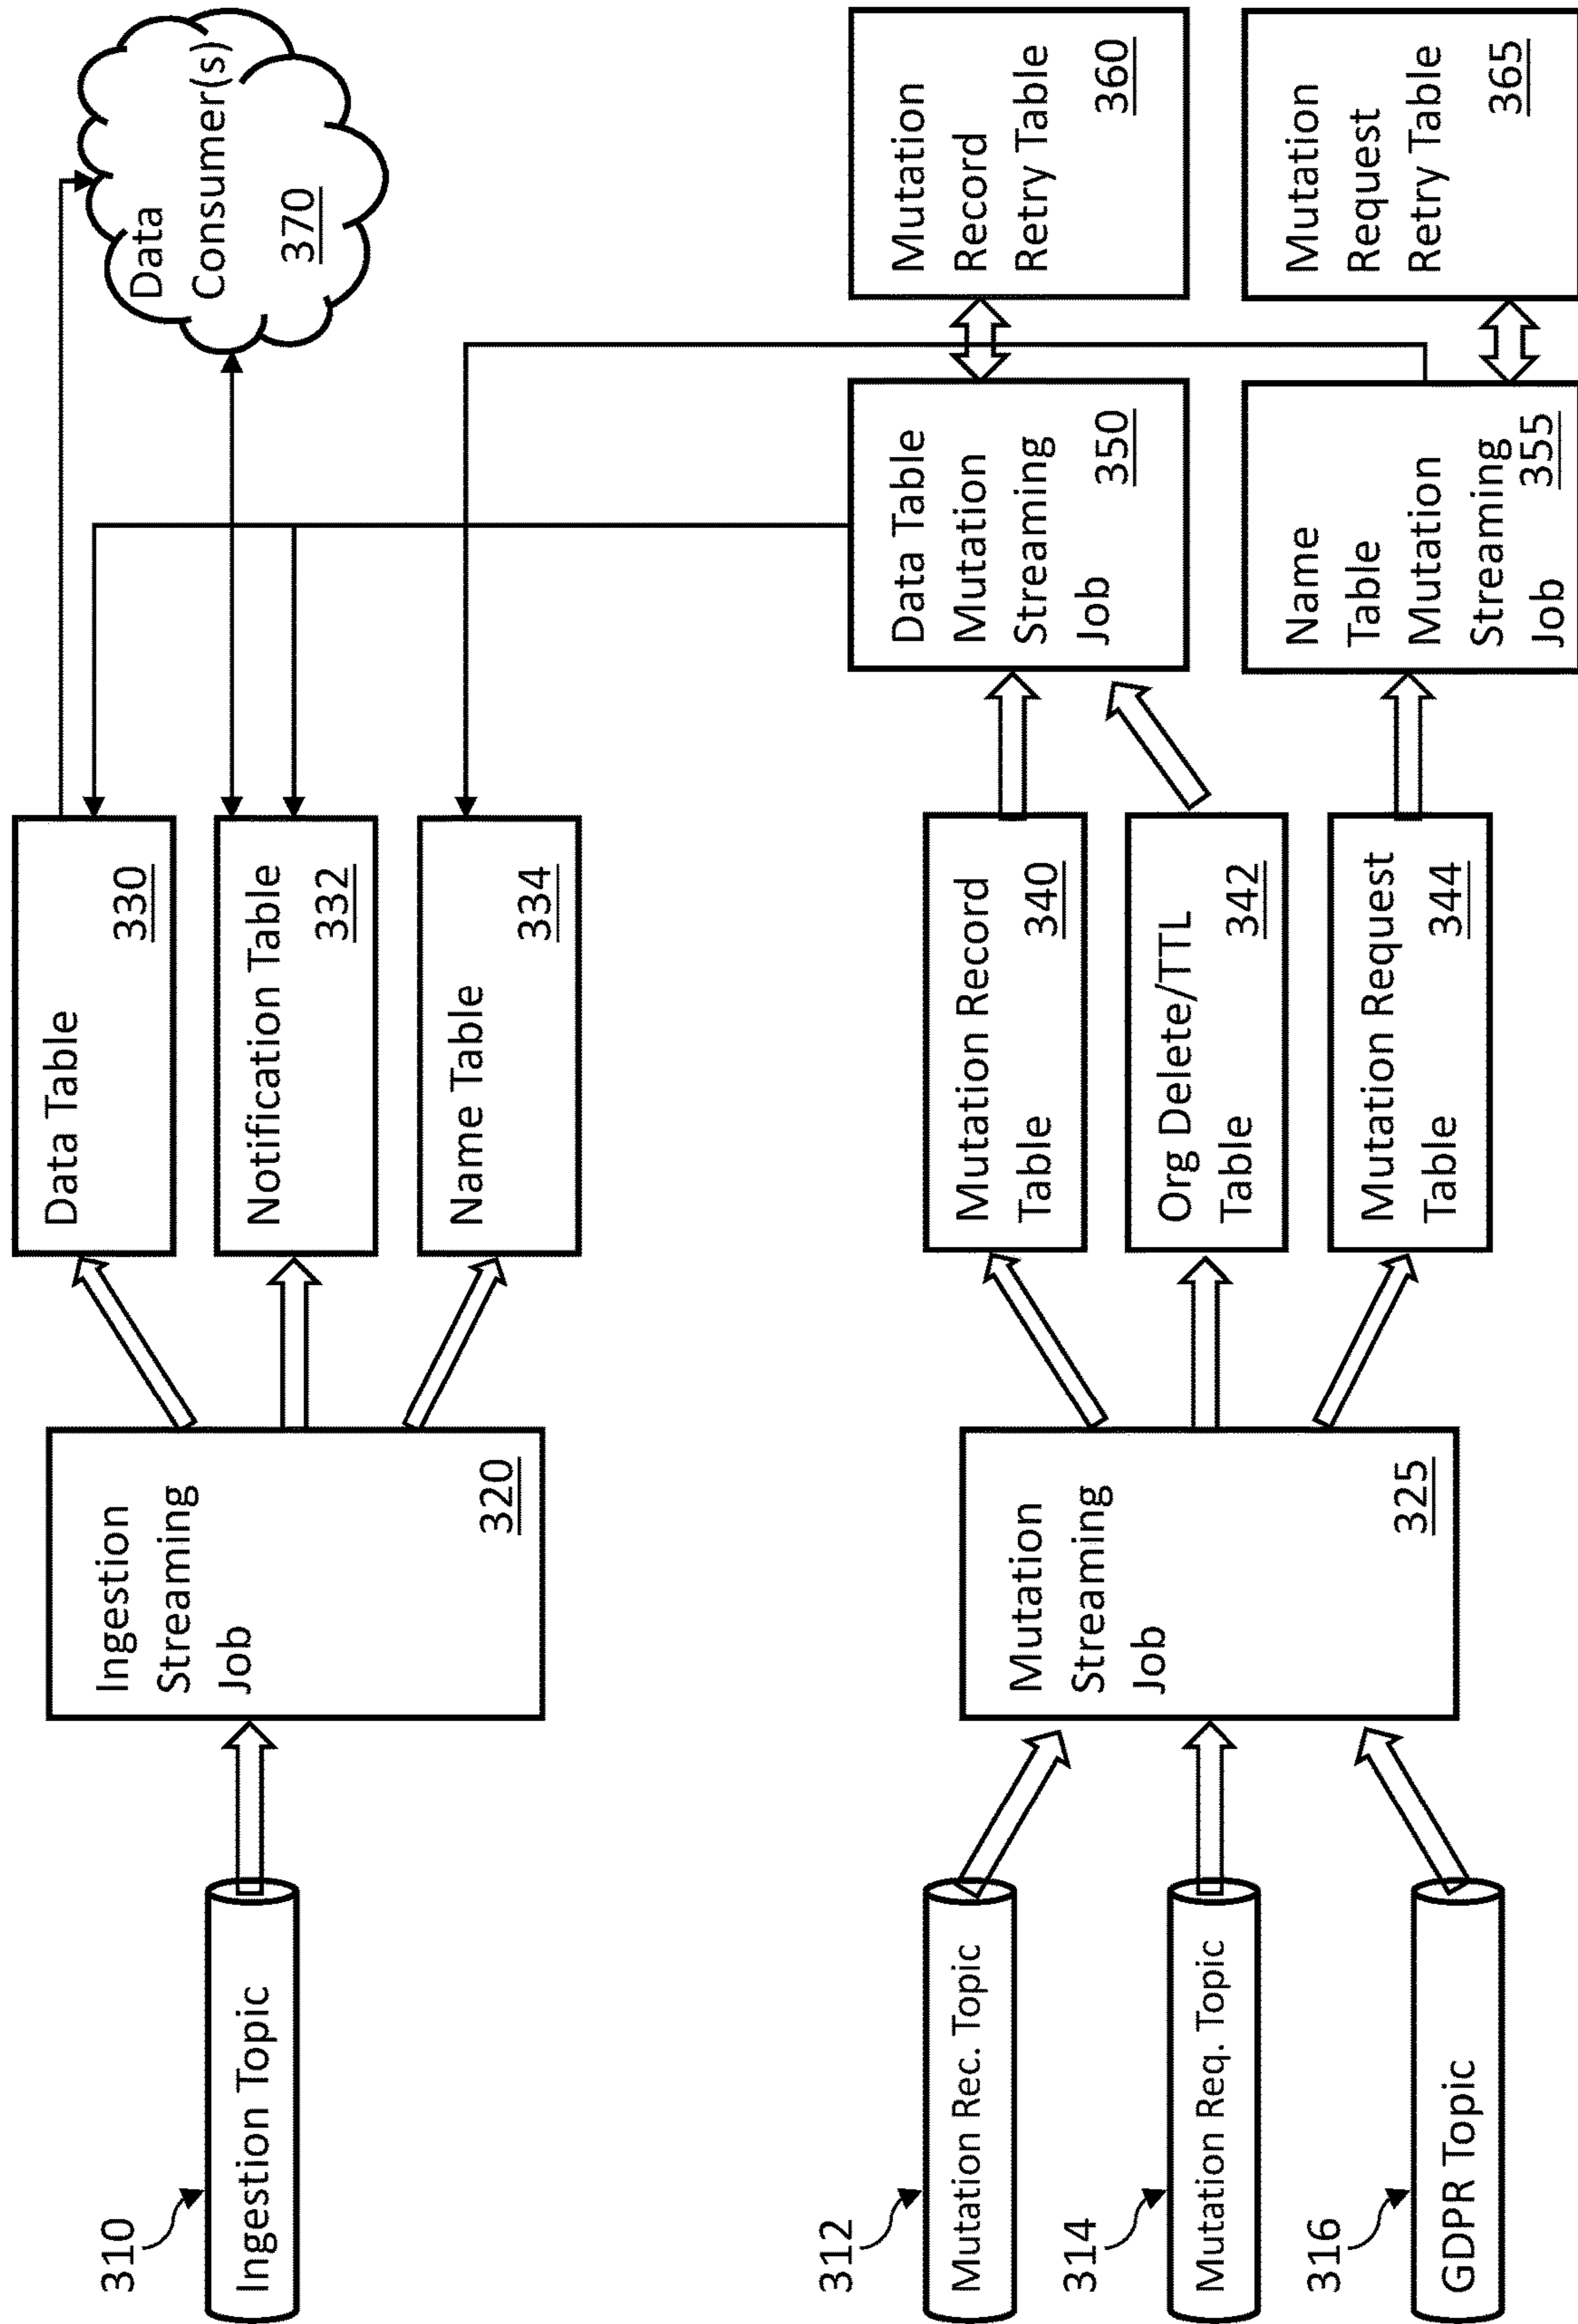 310
Ingestion Topic
Ingestion
Streaming
Job
320
Data Table
330
Notification Table
332
Name Table
334
Data
Consumer(s)
370
312
Mutation Rec. Topic
314
Mutation Req. Topic
316
GDPR Topic
Mutation
Streaming
Job
325
Mutation Record
Table
340
Org Delete/TTL
Table
342
Mutation Request
Table
344
Data Table
Mutation
Streaming
Job
350
Name
Table
Mutation
Streaming
Job
355
Mutation
Record
Retry Table
360
Mutation
Request
Retry Table
365